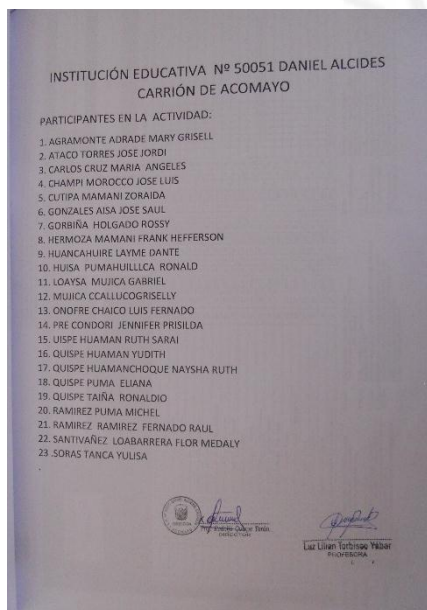 INSTITUCIÓN EDUCATIVA Nº 50051 DANIEL ALCIDES
CARRIÓN DE ACOMAYO
PARTICIPANTES EN LA ACTIVIDAD:
1. AGRAMONTE ADRADE MARY GRISELL
2. ATACO TORRES JOSE JORDI
3. CARLOS CRUZ MARIA ANGELES
4. CHAMPI MOROCCO JOSE LUIS
5. CUTIPA MAMANI ZORAIDA
6. GONZALES AISA JOSE SAUL
7. GORBIÑA HOLGADO ROSSY
8. HERMOZA MAMANI FRANK HEFFERSON
9. HUANCAHUIRE LAYME DANTE
10. HUISA PUMAHUILLLCA RONALD
11. LOAYSA MUJICA GABRIEL
12. MUJICA CCALLUCOGRISELLY
13. ONOFRE CHAICO LUIS FERNADO
14. PRE CONDORI JENNIFER PRISILDA
15. UISPE HUAMAN RUTH SARAI
16. QUISPE HUAMAN YUDITH
17. QUISPE HUAMANCHOQUE NAYSHA RUTH
18. QUISPE PUMA ELIANA
19. QUISPE TAIÑA RONALDIO
20. RAMIREZ PUMA MICHEL
21. RAMIREZ RAMIREZ FERNADO RAUL
22. SANTIVAÑEZ LOABARRERA FLOR MEDALY
23 .SORAS TANCA YULISA
.
Luz Lilian Yábar
PROFESORA